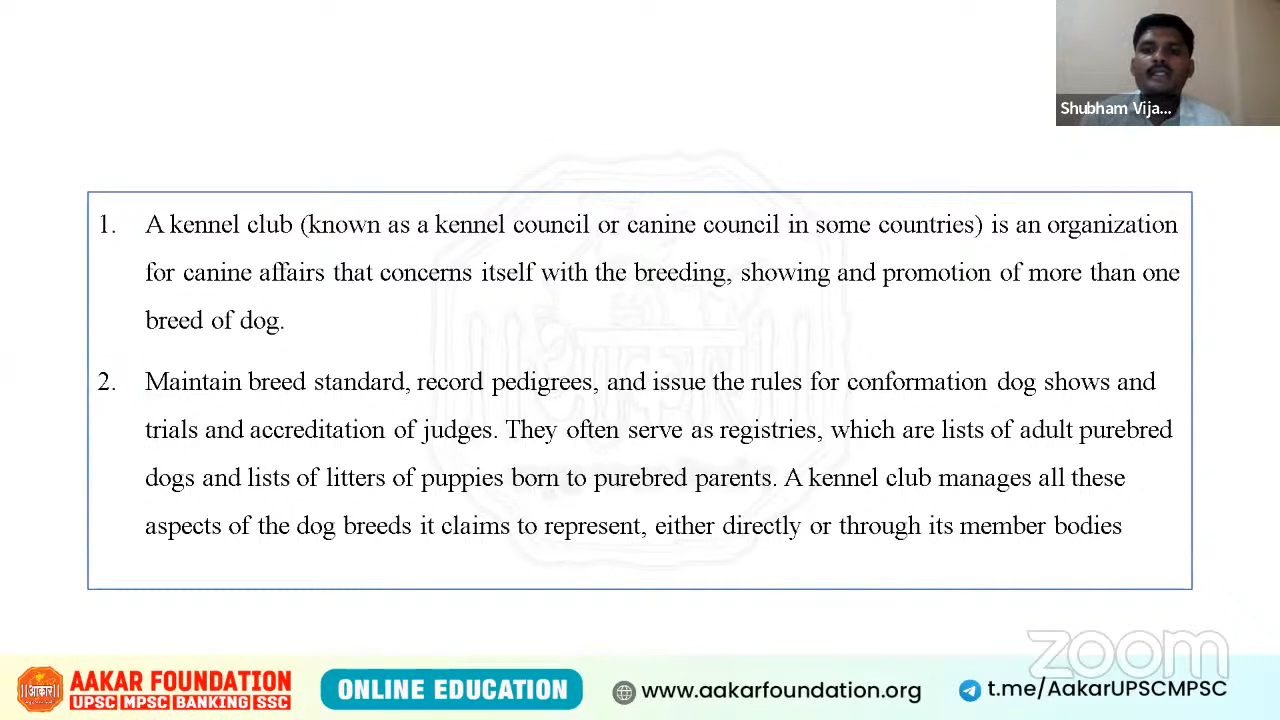 Shubham Vija...
1. A kennel club (known as a kennel council or canine council in some countries) is an organization
for canine affairs that concerns itself with the breeding, showing and promotion of more than one
breed of dog.
2. Maintain breed standard, record pedigrees, and issue the rules for conformation dog shows and
trials and accreditation of judges. They often serve as registries, which are lists of adult purebred
dogs and lists of litters of puppies born to purebred parents. A kennel club manages all these
aspects of the dog breeds it claims to represent, either directly or through its member bodies
आकार
zoom
आकार
AAKAR FOUNDATION
UPSC MPSC BANKING SSC
ONLINE EDUCATION
www.aakarfoundation.org
t.me/AakarUPSCMPSC